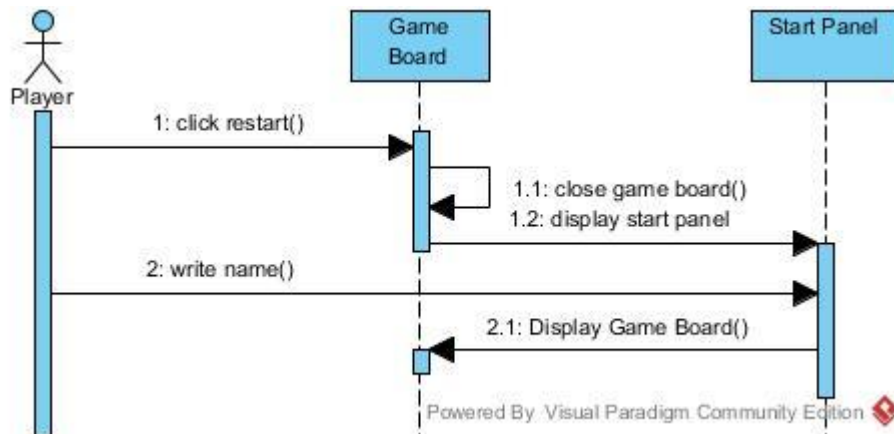 Game
Board
Start Panel
Player
1: click restart()
1.1: close game board()
1.2: display start panel
2: write name()
2.1: Display Game Board()
Powered By Visual Paradigm Community Edition